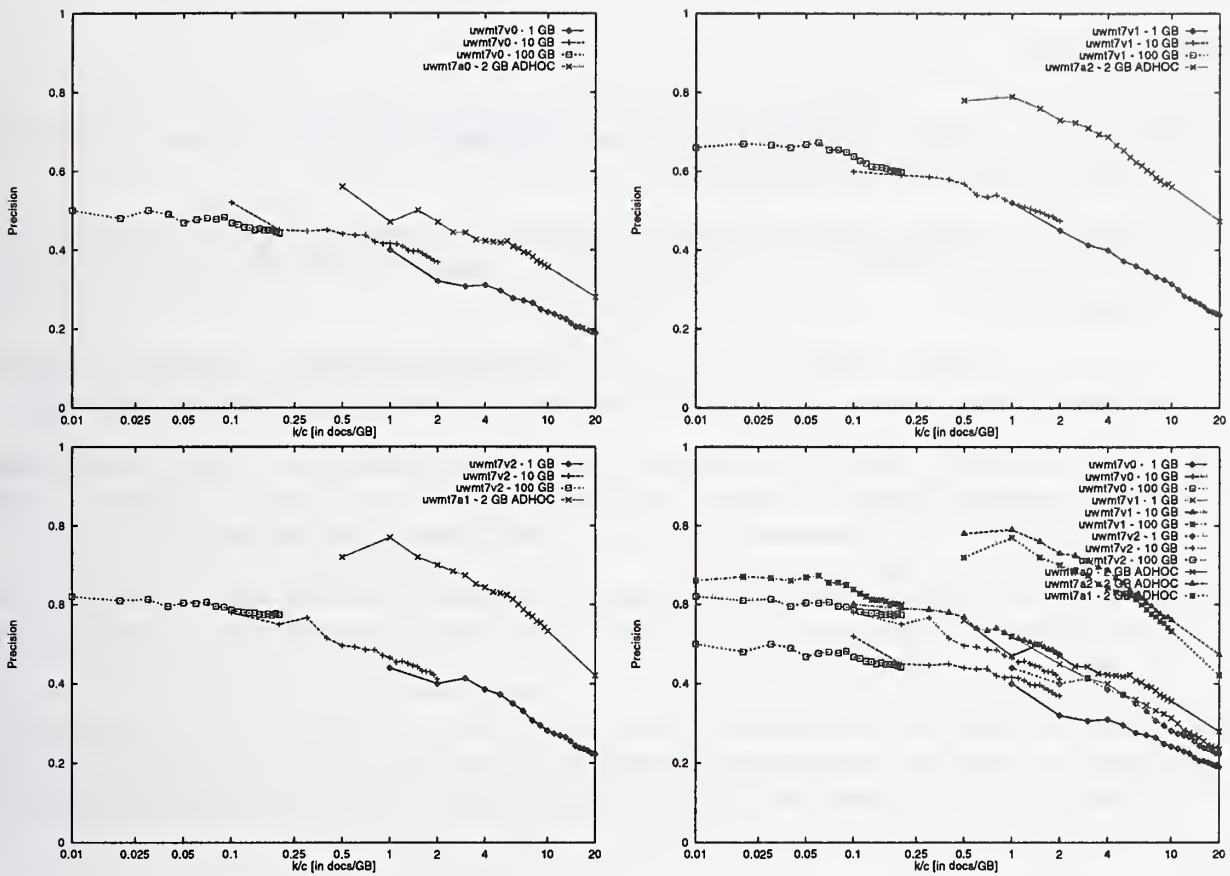 1
0.8
0.6
0.4
0.2
0
Precision
uwmt7v0 - 1 GB
uwmt7v0 - 10 GB
uwmt7v0 - 100 GB
uwmt7a0 - 2 GB ADHOC
0.01 0.025 0.05 0.1 0.25 0.5 1 2 4 10 20
k/c [in docs/GB]
1
0.8
0.6
0.4
0.2
0
Precision
uwmt7v1 - 1 GB
uwmt7v1 - 10 GB
uwmt7v1 - 100 GB
uwmt7a2 - 2 GB ADHOC
0.01 0.025 0.05 0.1 0.25 0.5 1 2 4 10 20
k/c [in docs/GB]
1
0.8
0.6
0.4
0.2
0
Precision
uwmt7v2 - 1 GB
uwmt7v2 - 10 GB
uwmt7v2 - 100 GB
uwmt7a1 - 2 GB ADHOC
0.01 0.025 0.05 0.1 0.25 0.5 1 2 4 10 20
k/c [in docs/GB]
1
0.8
0.6
0.4
0.2
0
Precision
uwmt7v0 - 1 GB
uwmt7v0 - 10 GB
uwmt7v0 - 100 GB
uwmt7v1 - 1 GB
uwmt7v1 - 10 GB
uwmt7v1 - 100 GB
uwmt7v2 - 1 GB
uwmt7v2 - 10 GB
uwmt7v2 - 100 GB
uwmt7a0 - 2 GB ADHOC
uwmt7a2 - 2 GB ADHOC
uwmt7a1 - 2 GB ADHOC
0.01 0.025 0.05 0.1 0.25 0.5 1 2 4 10 20
k/c [in docs/GB]